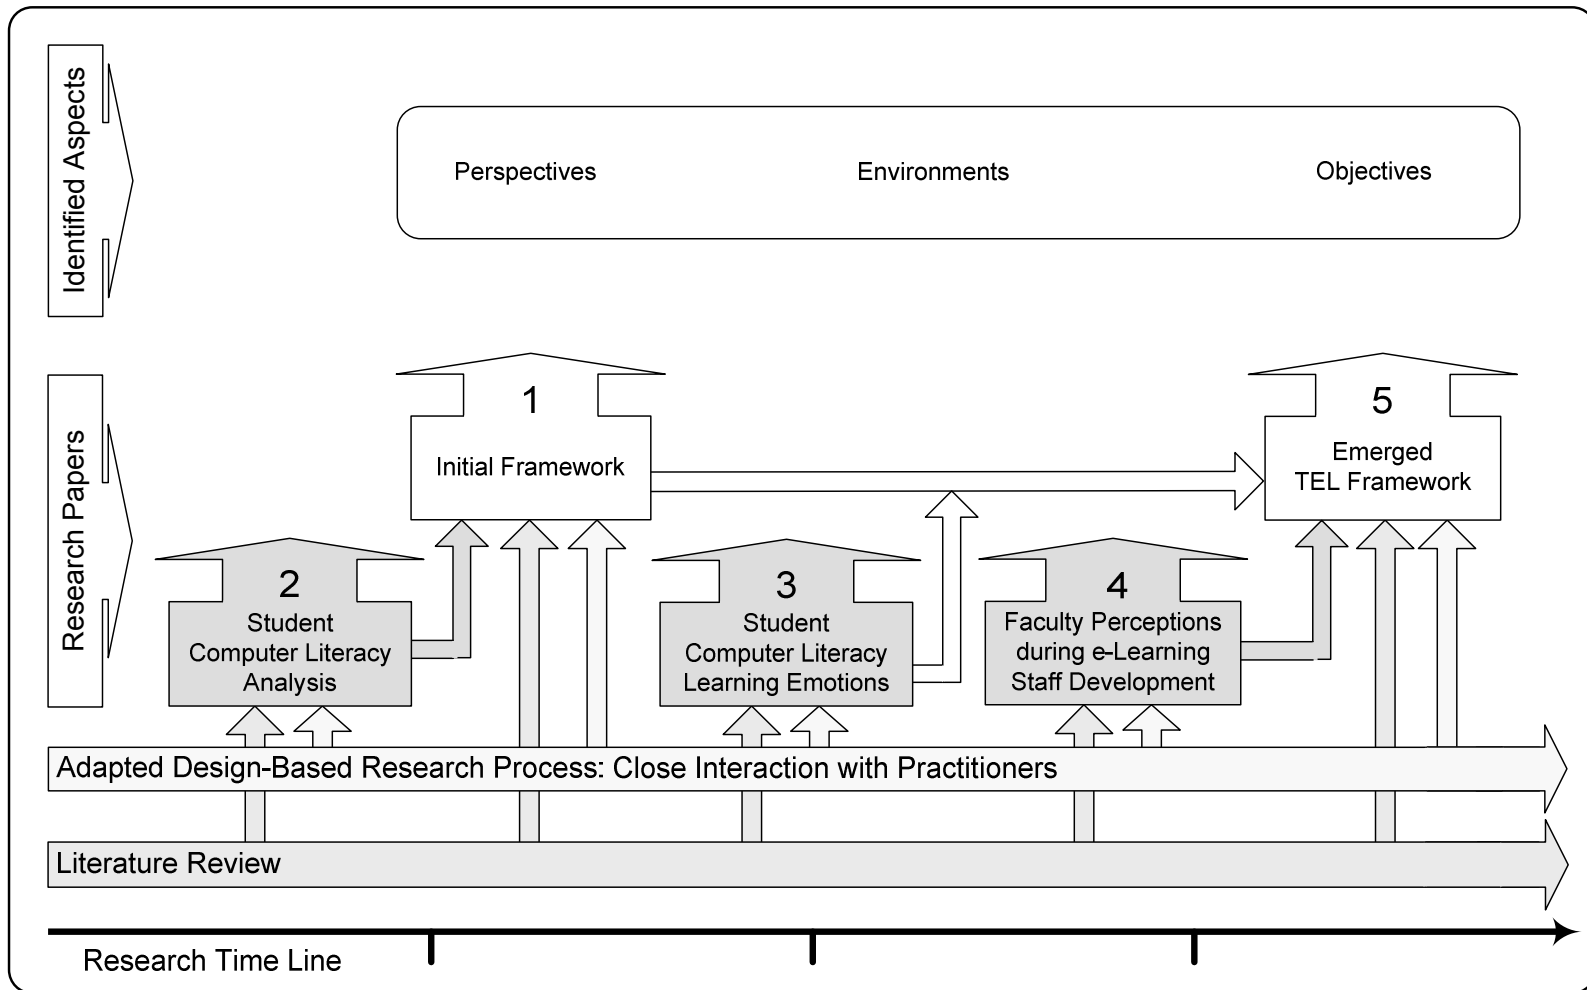 Identified Aspects
Perspectives
Environments
Objectives
Research Papers
1
Initial Framework
5
Emerged
TEL Framework
2
Student
Computer Literacy
Analysis
3
Student
Computer Literacy
Learning Emotions
4
Faculty Perceptions
during e-Learning
Staff Development
Adapted Design-Based Research Process: Close Interaction with Practitioners
Literature Review
Research Time Line